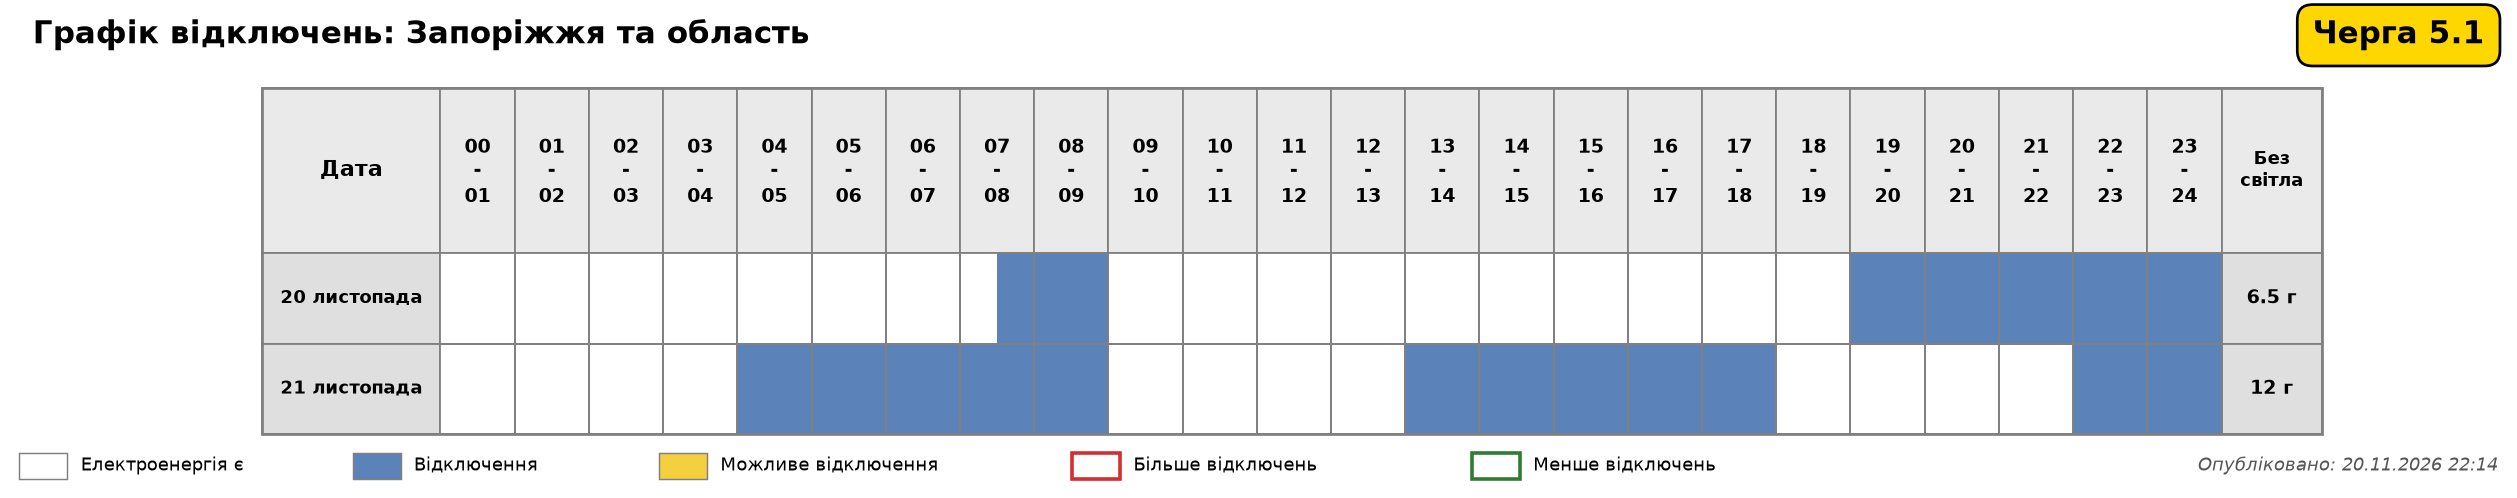 Графік відключень: Запоріжжя та область
Черга 5.1
Дата 00 - 01 01 - 02 02 - 03 03 - 04 04 - 05 05 - 06 06 - 07 07 - 08 08 - 09 09 - 10 10 - 11 11 - 12 12 - 13 13 - 14 14 - 15 15 - 16 16 - 17 17 - 18 18 - 19 19 - 20 20 - 21 21 - 22 22 - 23 23 - 24 Без світла
20 листопада 6.5 г
21 листопада 12 г
Електроенергія є Відключення Можливе відключення Більше відключень Менше відключень
Опубліковано: 20.11.2026 22:14